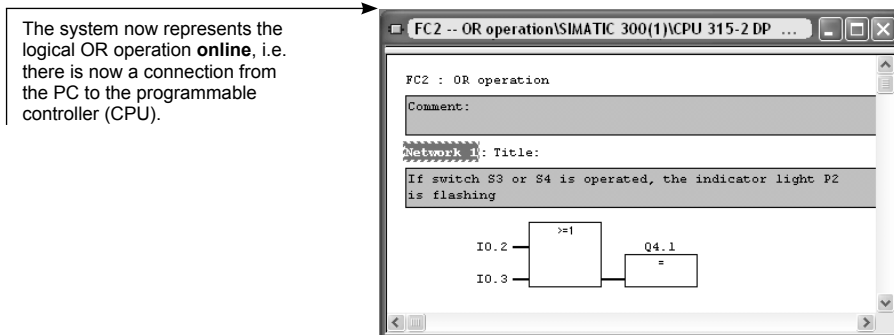 The system now represents the
logical OR operation online, i.e.
there is now a connection from
the PC to the programmable
controller (CPU).
FC2 -- OR operation\SIMATIC 300(1)\CPU 315-2 DP ...
FC2 : OR operation
Comment:
Network 1: Title:
If switch S3 or S4 is operated, the indicator light P2
is flashing
>=1
I0.2
Q4.1
=
I0.3